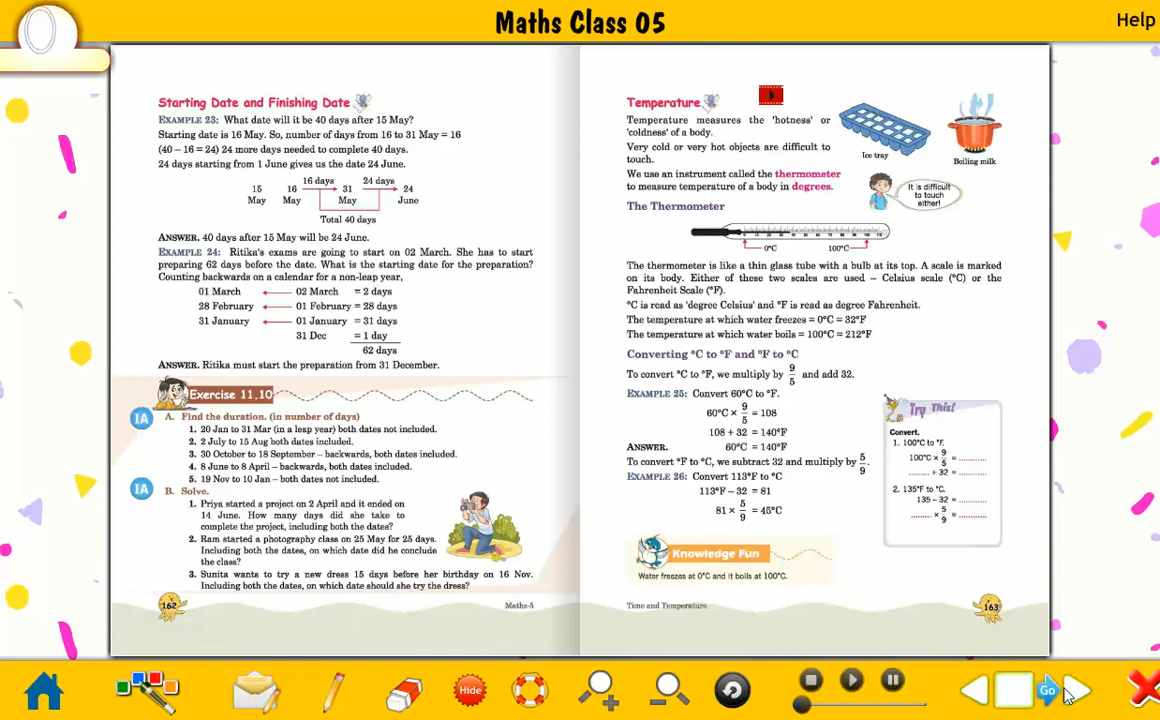 Maths Class 05
Help
Starting Date and Finishing Date
EXAMPLE 23: What date will it be 40 days after 15 May?
Starting date is 16 May. So, number of days from 16 to 31 May = 16
(40 – 16 = 24) 24 more days needed to complete 40 days.
24 days starting from 1 June gives us the date 24 June.
16 days 24 days
15 16 31 24
May May May June
Total 40 days
ANSWER. 40 days after 15 May will be 24 June.
EXAMPLE 24: Ritika's exams are going to start on 02 March. She has to start
preparing 62 days before the date. What is the starting date for the preparation?
Counting backwards on a calendar for a non-leap year,
01 March 02 March = 2 days
28 February 01 February = 28 days
31 January 01 January = 31 days
31 Dec = 1 day
62 days
ANSWER. Ritika must start the preparation from 31 December.
Exercise 11.10
IA
A. Find the duration. (in number of days)
1. 20 Jan to 31 Mar (in a leap year) both dates not included.
2. 2 July to 15 Aug both dates included.
3. 30 October to 18 September – backwards, both dates included.
4. 8 June to 8 April – backwards, both dates included.
5. 19 Nov to 10 Jan – both dates not included.
IA
B. Solve.
1. Priya started a project on 2 April and it ended on
14 June. How many days did she take to
complete the project, including both the dates?
2. Ram started a photography class on 25 May for 25 days.
Including both the dates, on which date did he conclude
the class?
3. Sunita wants to try a new dress 15 days before her birthday on 16 Nov.
Including both the dates, on which date should she try the dress?
162
Maths-5
Temperature
Temperature measures the 'hotness' or
'coldness' of a body.
Very cold or very hot objects are difficult to
touch.
We use an instrument called the thermometer
to measure temperature of a body in degrees.
Ice tray
Boiling milk
It is difficult
to touch
either!
The Thermometer
0°C 100°C
The thermometer is like a thin glass tube with a bulb at its top. A scale is marked
on its body. Either of these two scales are used – Celsius scale (°C) or the
Fahrenheit Scale (°F).
°C is read as 'degree Celsius' and °F is read as degree Fahrenheit.
The temperature at which water freezes = 0°C = 32°F
The temperature at which water boils = 100°C = 212°F
Converting °C to °F and °F to °C
To convert °C to °F, we multiply by 9/5 and add 32.
EXAMPLE 25: Convert 60°C to °F.
60°C × 9/5 = 108
108 + 32 = 140°F
ANSWER. 60°C = 140°F
To convert °F to °C, we subtract 32 and multiply by 5/9.
EXAMPLE 26: Convert 113°F to °C
113°F – 32 = 81
81 × 5/9 = 45°C
Try This!
Convert.
1. 100°C to °F.
100°C × 9/5 = ..........
.......... + 32 = ..........
2. 135°F to °C.
135 – 32 = ..........
.......... × 5/9 = ..........
Knowledge Fun
Water freezes at 0°C and it boils at 100°C.
Time and Temperature
163
Hide
Go